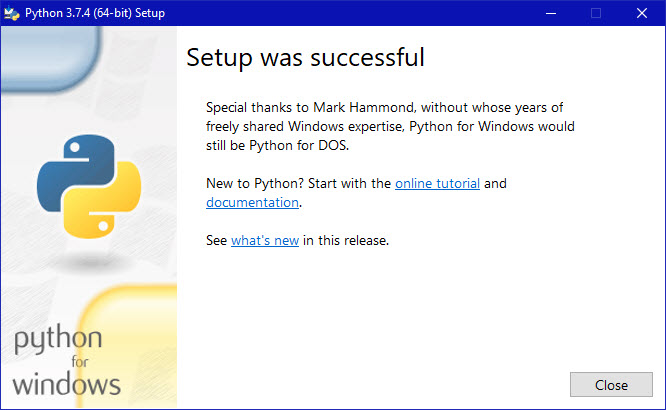 Python 3.7.4 (64-bit) Setup
Setup was successful
Special thanks to Mark Hammond, without whose years of
freely shared Windows expertise, Python for Windows would
still be Python for DOS.
New to Python? Start with the online tutorial and
documentation.
See what's new in this release.
python
for
windows
Close